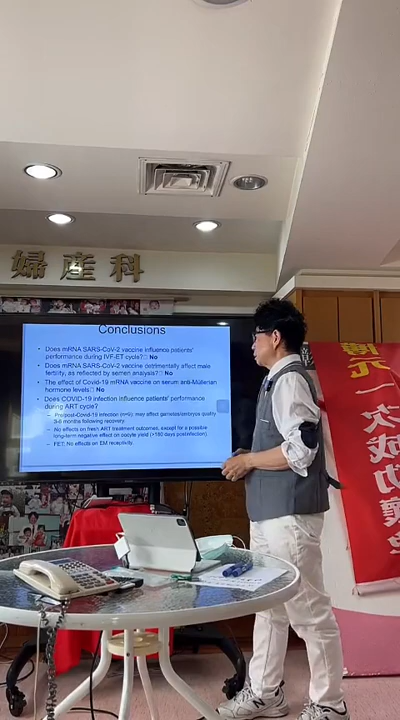 婦產科
Conclusions
• Does mRNA SARS-CoV-2 vaccine influence patients'
performance during IVF-ET cycle? No
• Does mRNA SARS-CoV-2 vaccine detrimentally affect male
fertility, as reflected by semen analysis? No
• The effect of Covid-19 mRNA vaccine on serum anti-Müllerian
hormone levels. No
• Does COVID-19 infection influence patients' performance
during ART cycle?
– Pre/post-Covid-19 infection (n=9): may affect gametes/embryos quality
3-6 months following recovery.
– No effects on fresh ART treatment outcomes, except for a possible
long-term negative effect on oocyte yield (>180 days postinfection)
– FET: No effects on EM receptivity.
一次成功
N